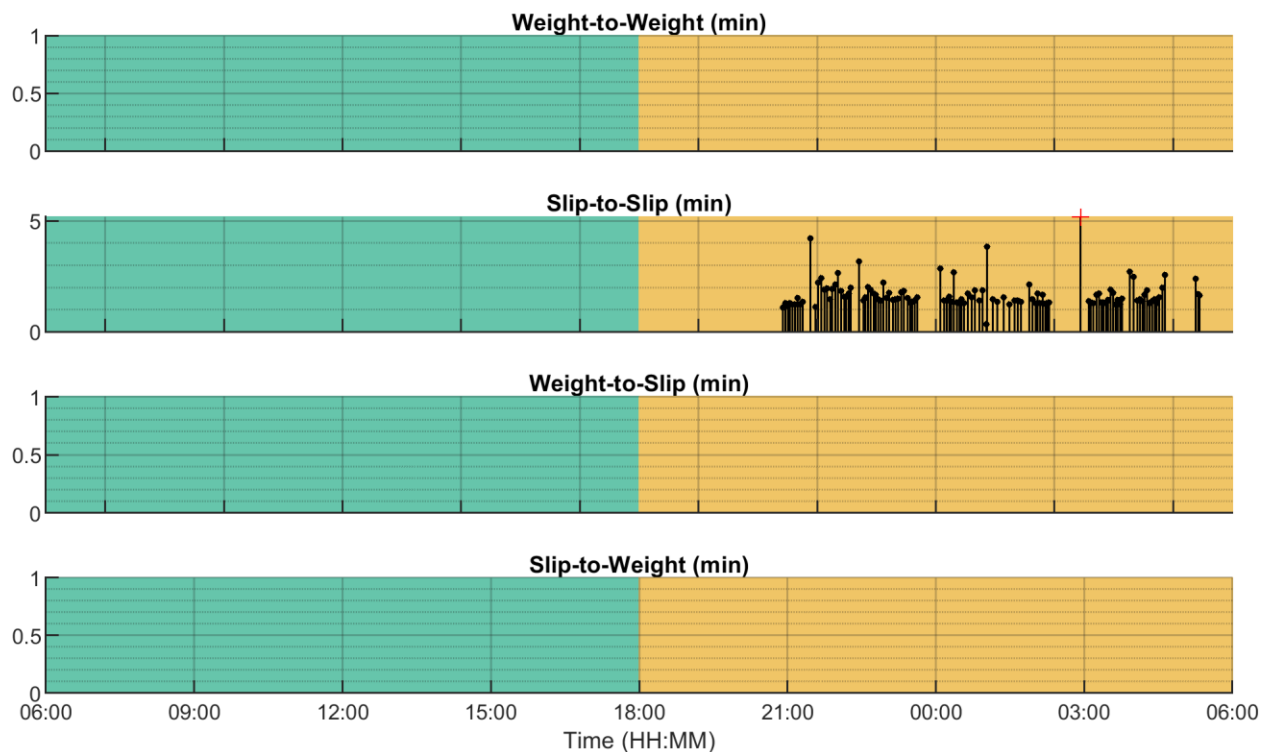 Weight-to-Weight (min)
1
0.5
0
Slip-to-Slip (min)
5
0
Weight-to-Slip (min)
1
0.5
0
Slip-to-Weight (min)
1
0.5
0
06:00 09:00 12:00 15:00 18:00 21:00 00:00 03:00 06:00
Time (HH:MM)